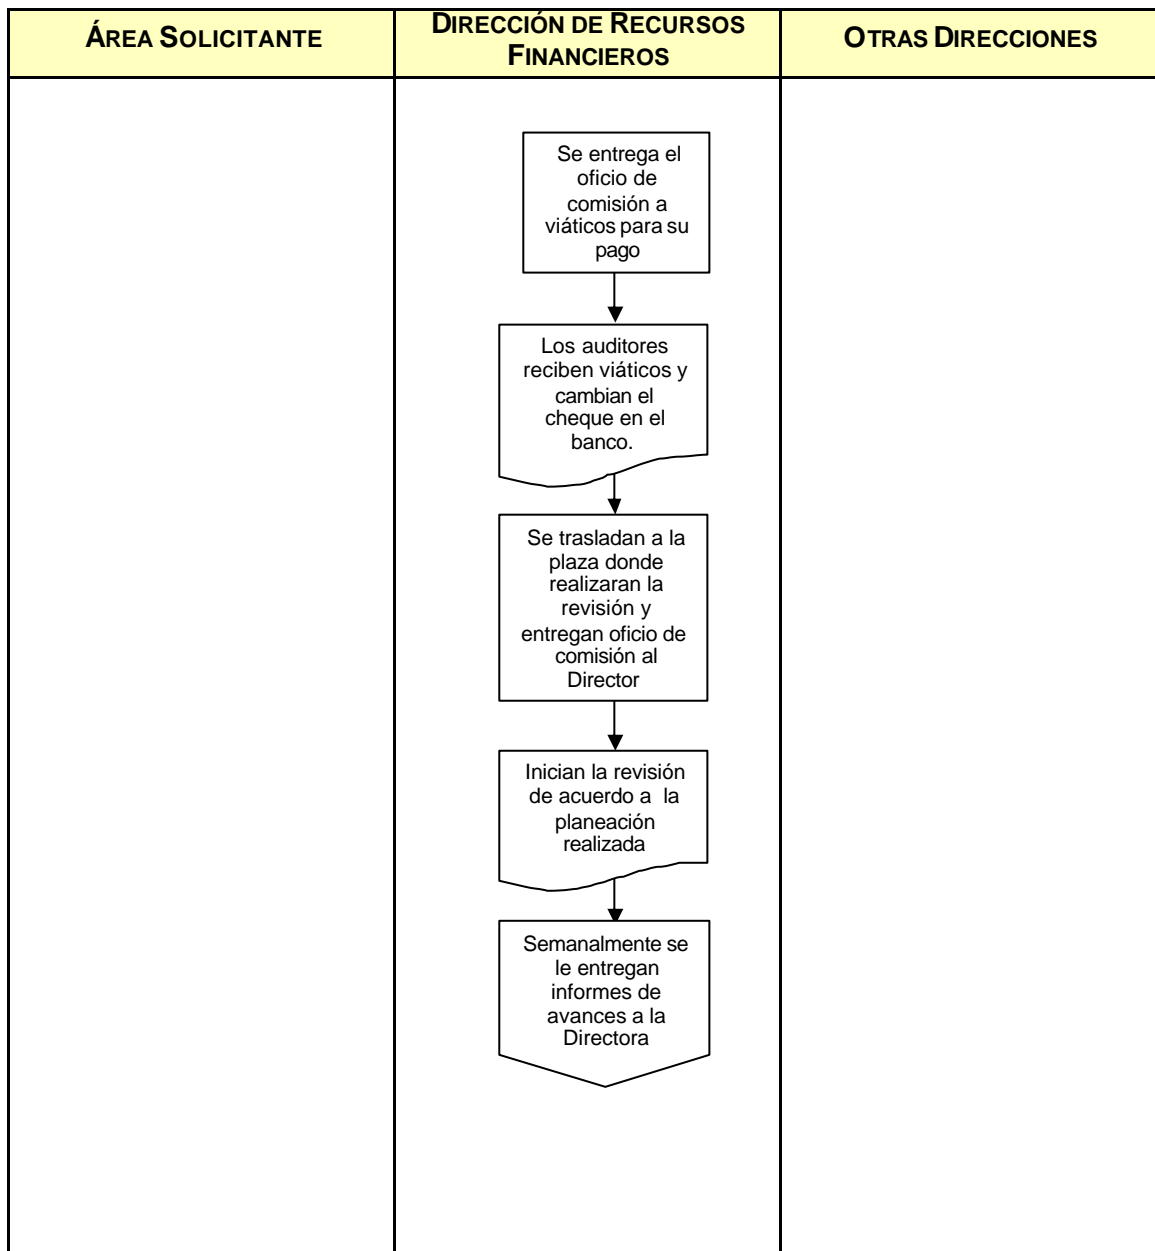 ÁREA SOLICITANTE
DIRECCIÓN DE RECURSOS
FINANCIEROS
OTRAS DIRECCIONES
Se entrega el
oficio de
comisión a
viáticos para su
pago
Los auditores
reciben viáticos y
cambian el
cheque en el
banco.
Se trasladan a la
plaza donde
realizaran la
revisión y
entregan oficio de
comisión al
Director
Inician la revisión
de acuerdo a la
planeación
realizada
Semanalmente se
le entregan
informes de
avances a la
Directora